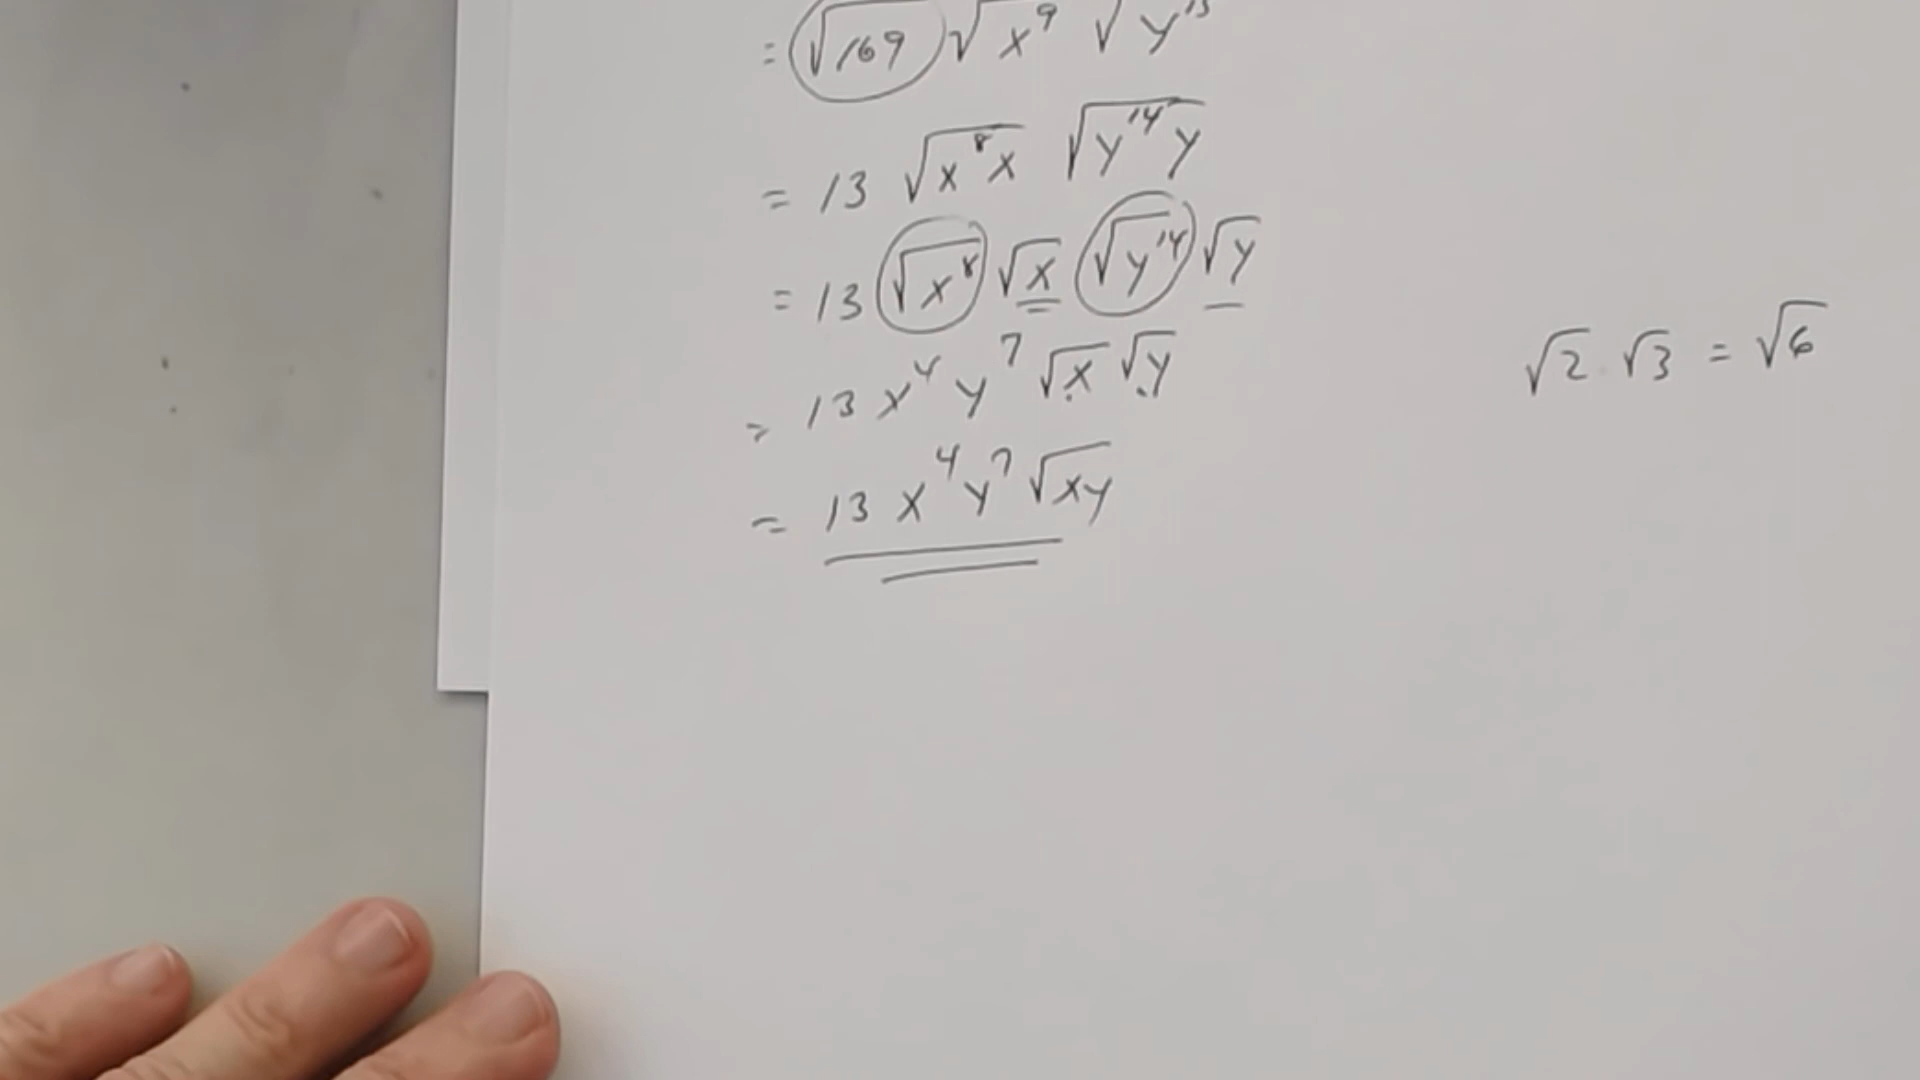 = √169 √x⁹ √y¹⁵
= 13 √x⁸x √y¹⁴y
= 13 √x⁸ √x √y¹⁴ √y
= 13 x⁴ y⁷ √x √y
= 13 x⁴ y⁷ √xy
√2 · √3 = √6